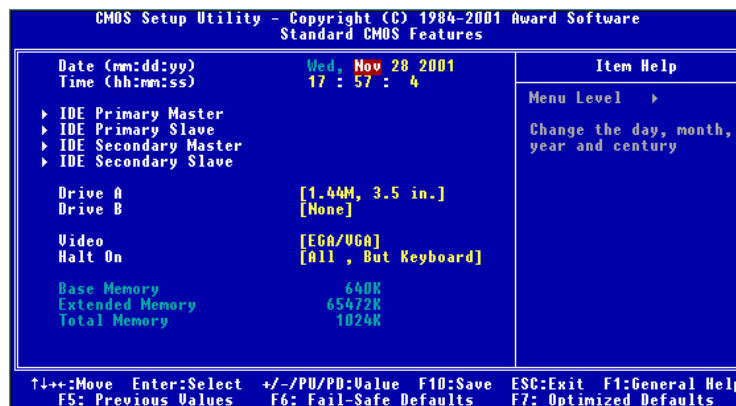 CMOS Setup Utility - Copyright (C) 1984-2001 Award Software
Standard CMOS Features
Date (mm:dd:yy) Wed, Nov 28 2001
Time (hh:mm:ss) 17 : 57 : 4
IDE Primary Master
IDE Primary Slave
IDE Secondary Master
IDE Secondary Slave
Drive A [1.44M, 3.5 in.]
Drive B [None]
Video [EGA/VGA]
Halt On [All , But Keyboard]
Base Memory 640K
Extended Memory 65472K
Total Memory 1024K
Item Help
Menu Level
Change the day, month,
year and century
↑↓→←:Move Enter:Select +/-/PU/PD:Value F10:Save ESC:Exit F1:General Help
F5: Previous Values F6: Fail-Safe Defaults F7: Optimized Defaults